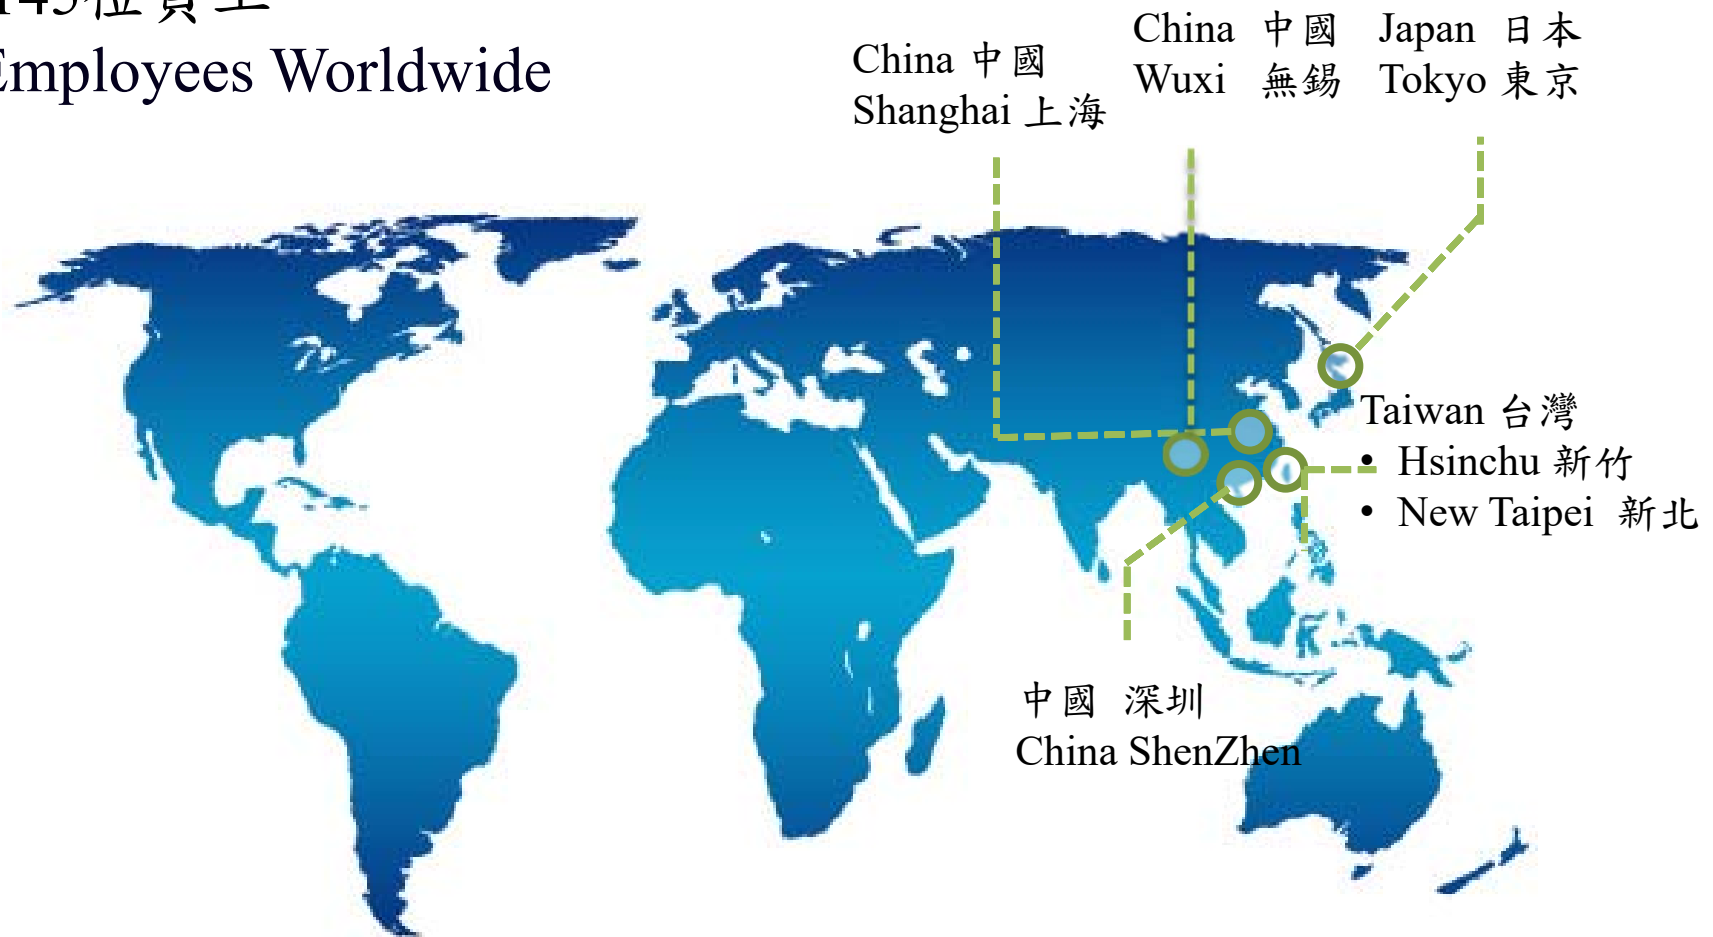 Employees Worldwide
China 中國
Shanghai 上海
China 中國
Wuxi 無錫
Japan 日本
Tokyo 東京
Taiwan 台灣
• Hsinchu 新竹
• New Taipei 新北
中國 深圳
China ShenZhen